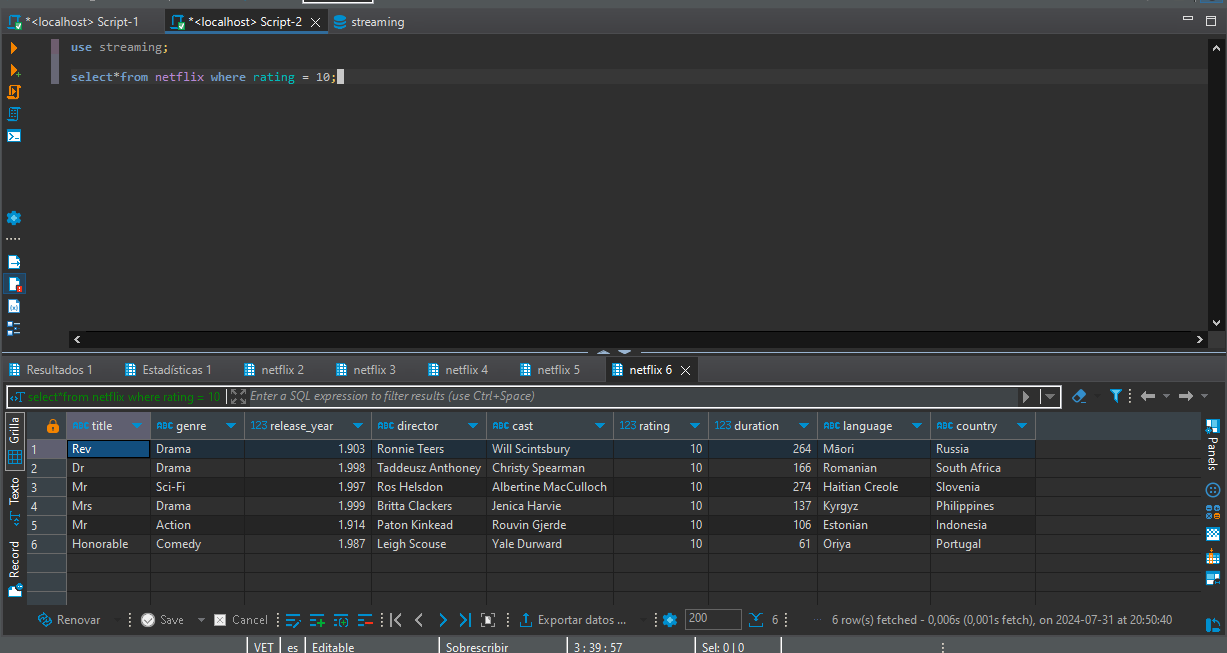 *<localhost> Script-1
*<localhost> Script-2
streaming
use streaming;
select*from netflix where rating = 10;
Resultados 1
Estadísticas 1
netflix 2
netflix 3
netflix 4
netflix 5
netflix 6
select*from netflix where rating = 10
Enter a SQL expression to filter results (use Ctrl+Space)
Grilla
Texto
Record
Panels
ABC title ABC genre 123 release_year ABC director ABC cast 123 rating 123 duration ABC language ABC country
1 Rev Drama 1.903 Ronnie Teers Will Scintsbury 10 264 Māori Russia
2 Dr Drama 1.998 Taddeusz Anthoney Christy Spearman 10 166 Romanian South Africa
3 Mr Sci-Fi 1.997 Ros Helsdon Albertine MacCulloch 10 274 Haitian Creole Slovenia
4 Mrs Drama 1.999 Britta Clackers Jenica Harvie 10 137 Kyrgyz Philippines
5 Mr Action 1.914 Paton Kinkead Rouvin Gjerde 10 106 Estonian Indonesia
6 Honorable Comedy 1.987 Leigh Scouse Yale Durward 10 61 Oriya Portugal
Renovar Save Cancel Exportar datos ... 200 6 6 row(s) fetched - 0,006s (0,001s fetch), on 2024-07-31 at 20:50:40
VET es Editable Sobrescribir 3 : 39 : 57 Sel: 0 | 0